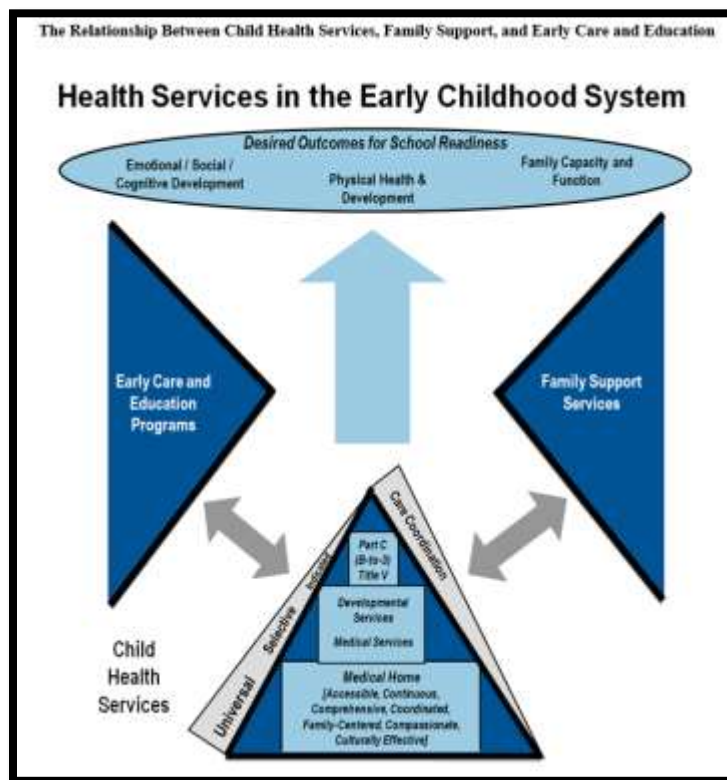 The Relationship Between Child Health Services, Family Support, and Early Care and Education
Health Services in the Early Childhood System
Desired Outcomes for School Readiness
Emotional / Social /
Cognitive Development
Physical Health &
Development
Family Capacity and
Function
Early Care and
Education
Programs
Family Support
Services
Child
Health
Services
Universal
Selective
Indicated
Care Coordination
Part C
(B-to-3)
Title V
Developmental
Services
Medical Services
Medical Home
[Accessible, Continuous,
Comprehensive, Coordinated,
Family-Centered, Compassionate,
Culturally Effective]